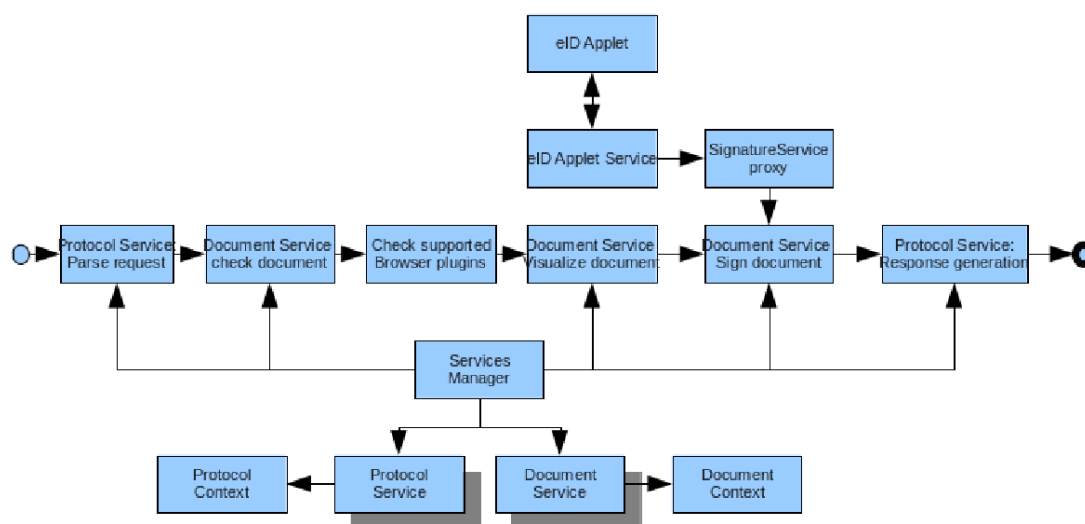 eID Applet
eID Applet Service
SignatureService
proxy
Protocol Service:
Parse request
Document Service
check document
Check supported
Browser plugins
Document Service
Visualize document
Document Service
Sign document
Protocol Service:
Response generation
Services
Manager
Protocol
Context
Protocol
Service
Document
Service
Document
Context